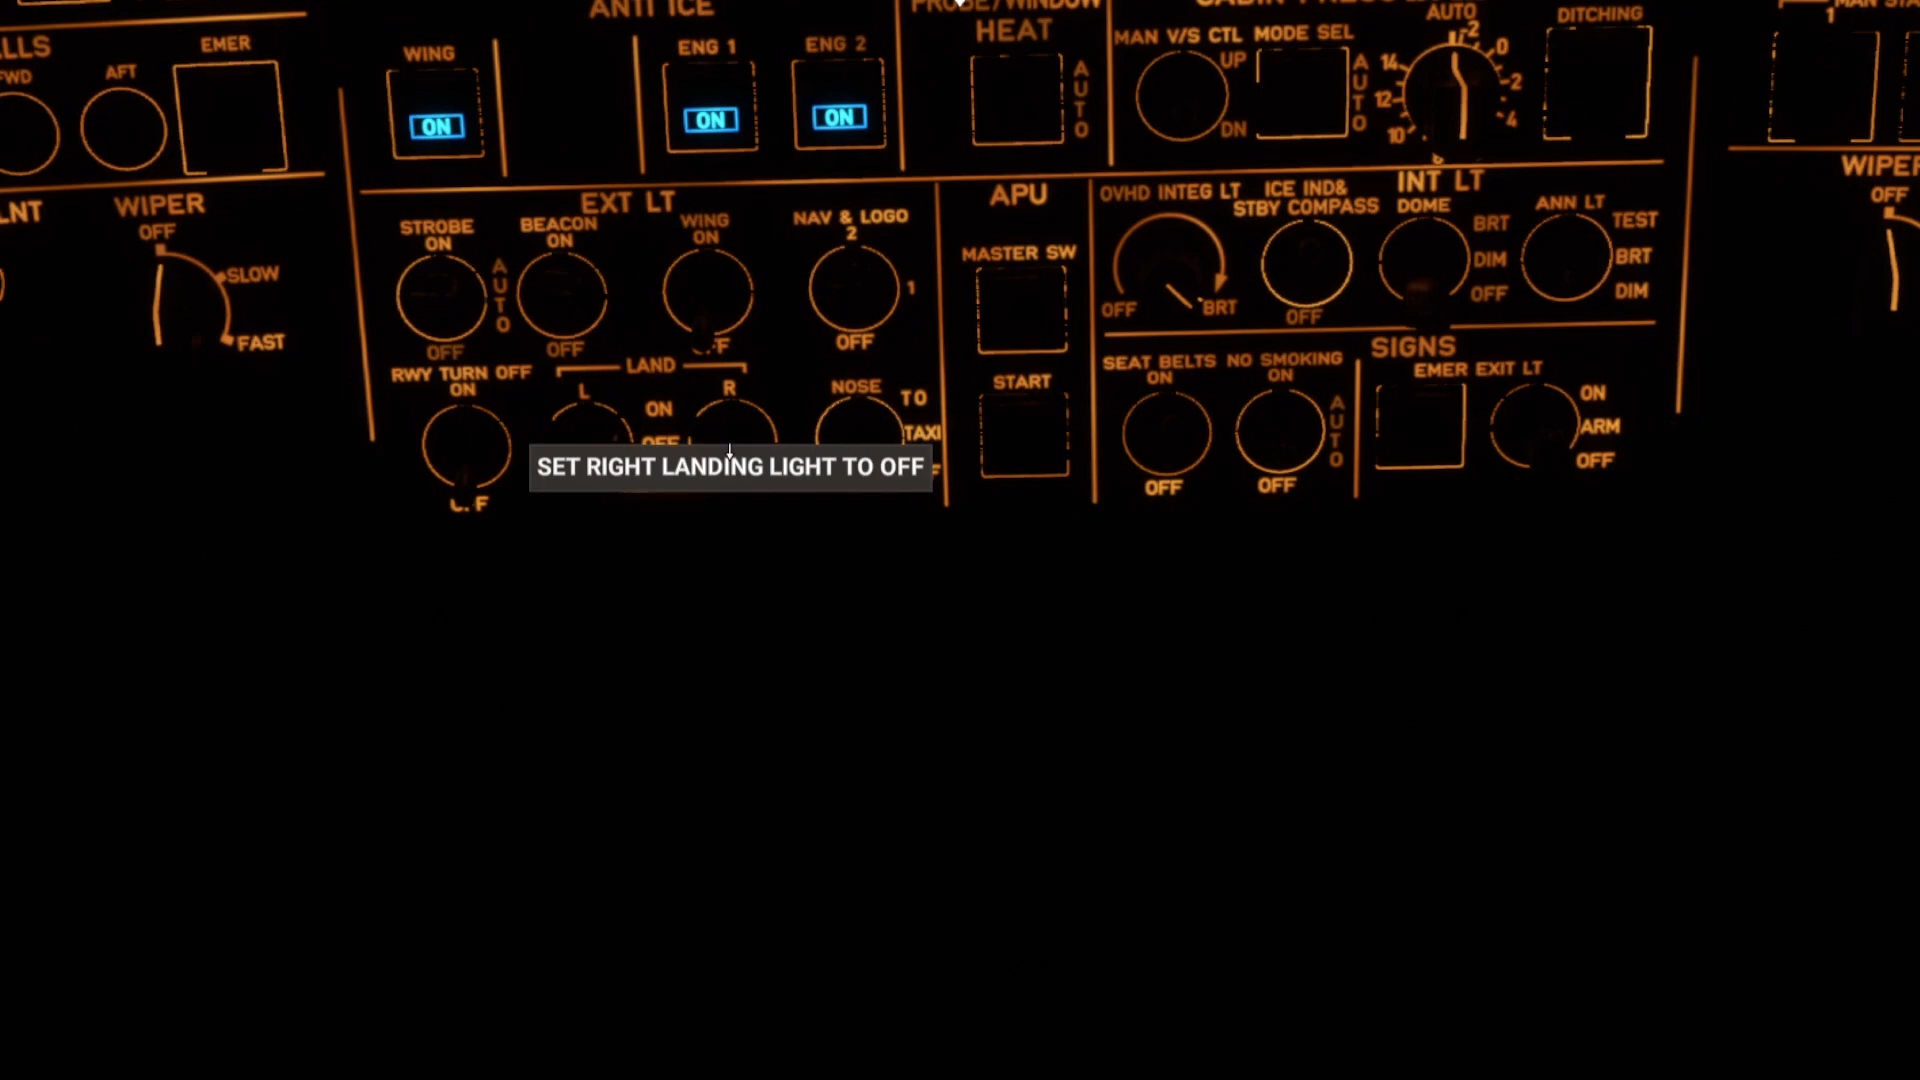 ANTI ICE
HEAT
AUTO
DITCHING
1
EMER
AFT
WING
ENG 1
ENG 2
MAN V/S CTL
MODE SEL
UP
DN
AUTO
14
12
10
-2
0
-2
-4
ON
ON
ON
WIPER
OFF
SLOW
FAST
EXT LT
STROBE
ON
AUTO
OFF
BEACON
ON
OFF
WING
ON
NAV & LOGO
2
1
OFF
APU
MASTER SW
START
INT LT
OVHD INTEG LT
OFF
BRT
ICE IND&
STBY COMPASS
OFF
DOME
BRT
DIM
OFF
ANN LT
TEST
BRT
DIM
WIPER
OFF
RWY TURN OFF
ON
LAND
L
R
ON
OFF
NOSE
TO
TAXI
SIGNS
SEAT BELTS
ON
OFF
NO SMOKING
ON
AUTO
OFF
EMER EXIT LT
ON
ARM
OFF
SET RIGHT LANDING LIGHT TO OFF